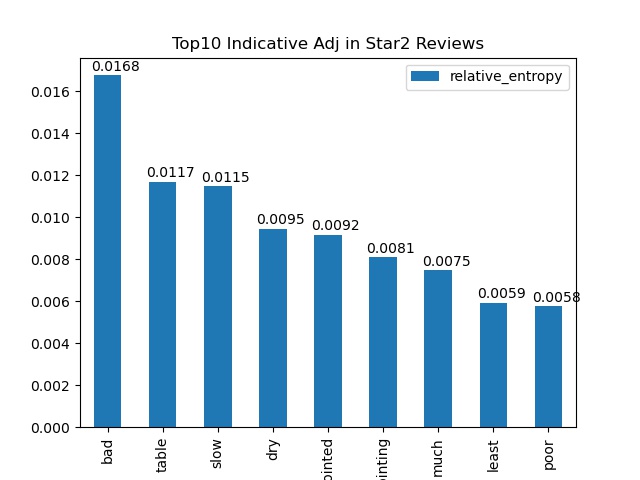 Top10 Indicative Adj in Star2 Reviews
relative_entropy
0.0168
0.0117
0.0115
0.0095
0.0092
0.0081
0.0075
0.0059
0.0058
0.016
0.014
0.012
0.010
0.008
0.006
0.004
0.002
0.000
bad
table
slow
dry
ointed
inting
much
least
poor